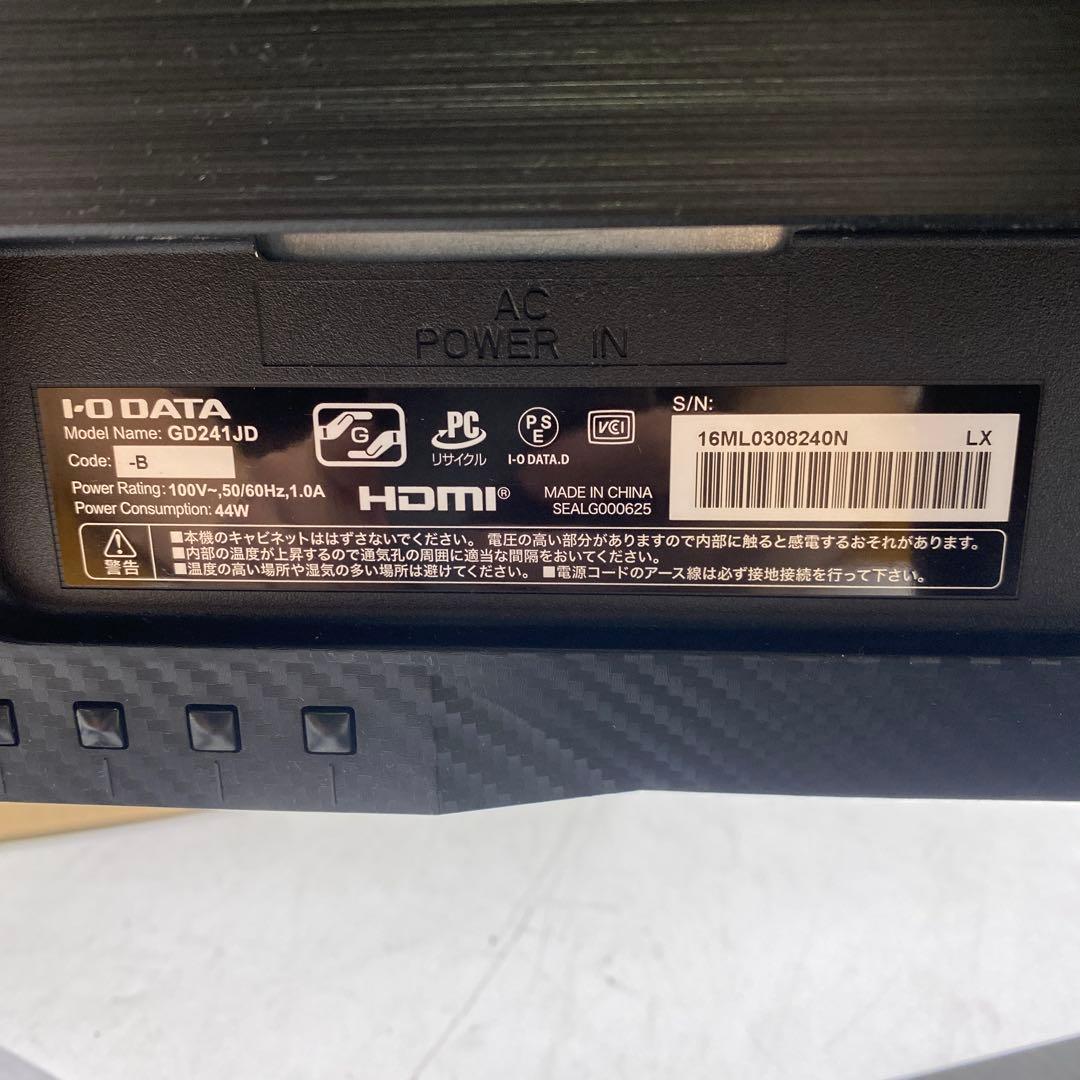 AC
POWER IN
I-O DATA
Model Name: GD241JD
Code: -B
Power Rating: 100V~,50/60Hz,1.0A
Power Consumption: 44W
G
PC
リサイクル
PSE
I-O DATA.D
VCCI
HDMI®
MADE IN CHINA
SEALG000625
S/N:
16ML0308240N LX
警告
■本機のキャビネットははずさないでください。 電圧の高い部分がありますので内部に触ると感電するおそれがあります。
■内部の温度が上昇するので通気孔の周囲に適当な間隔をおいてください。
■温度の高い場所や湿気の多い場所は避けてください。 ■電源コードのアース線は必ず接地接続を行って下さい。